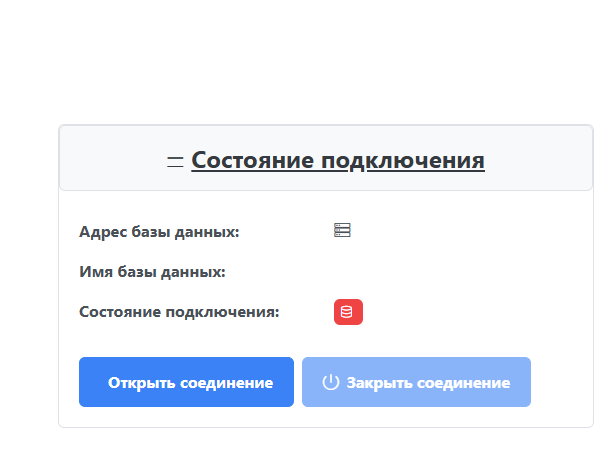 Состояние подключения
Адрес базы данных:
Имя базы данных:
Состояние подключения:
Открыть соединение
Закрыть соединение